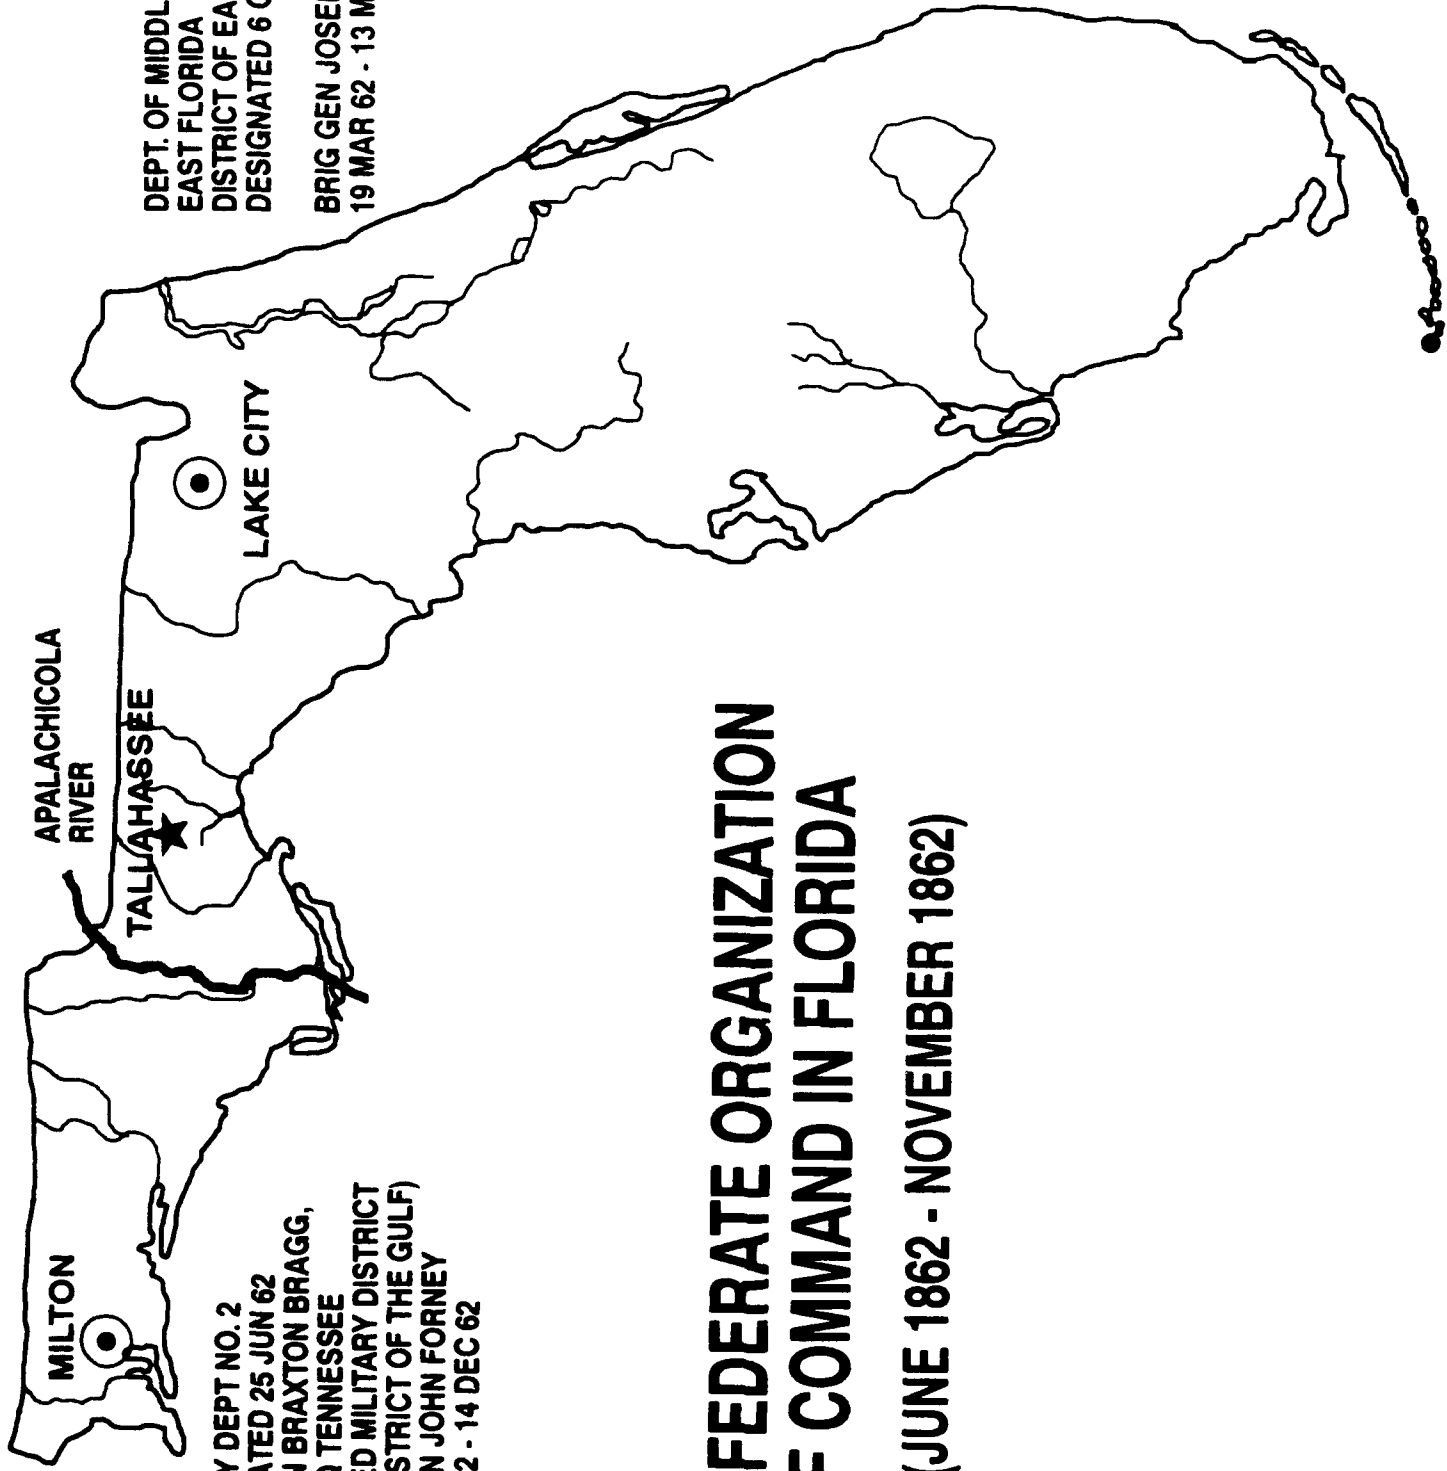 APALACHICOLA
RIVER
MILTON
TALLAHASSEE
LAKE CITY
DEPT. OF MIDDL
EAST FLORIDA
DISTRICT OF EA
DESIGNATED 6
BRIG GEN JOSE
19 MAR 62 - 13 M
Y DEPT NO. 2
ATED 25 JUN 62
N BRAXTON BRAGG,
TENNESSEE
ED MILITARY DISTRICT
STRICT OF THE GULF)
N JOHN FORNEY
2 - 14 DEC 62
FEDERATE ORGANIZATION
F COMMAND IN FLORIDA
(JUNE 1862 - NOVEMBER 1862)